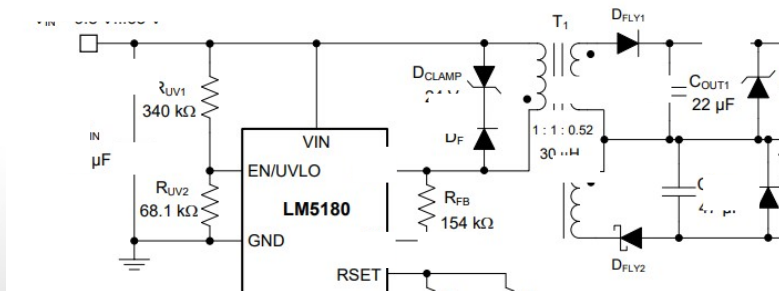 T1
DFLY1
DCLAMP
COUT1
22 µF
RUV1
340 kΩ
IN
µF
VIN
DF
1 : 1 : 0.52
EN/UVLO
RUV2
68.1 kΩ
LM5180
RFB
154 kΩ
GND
DFLY2
RSET